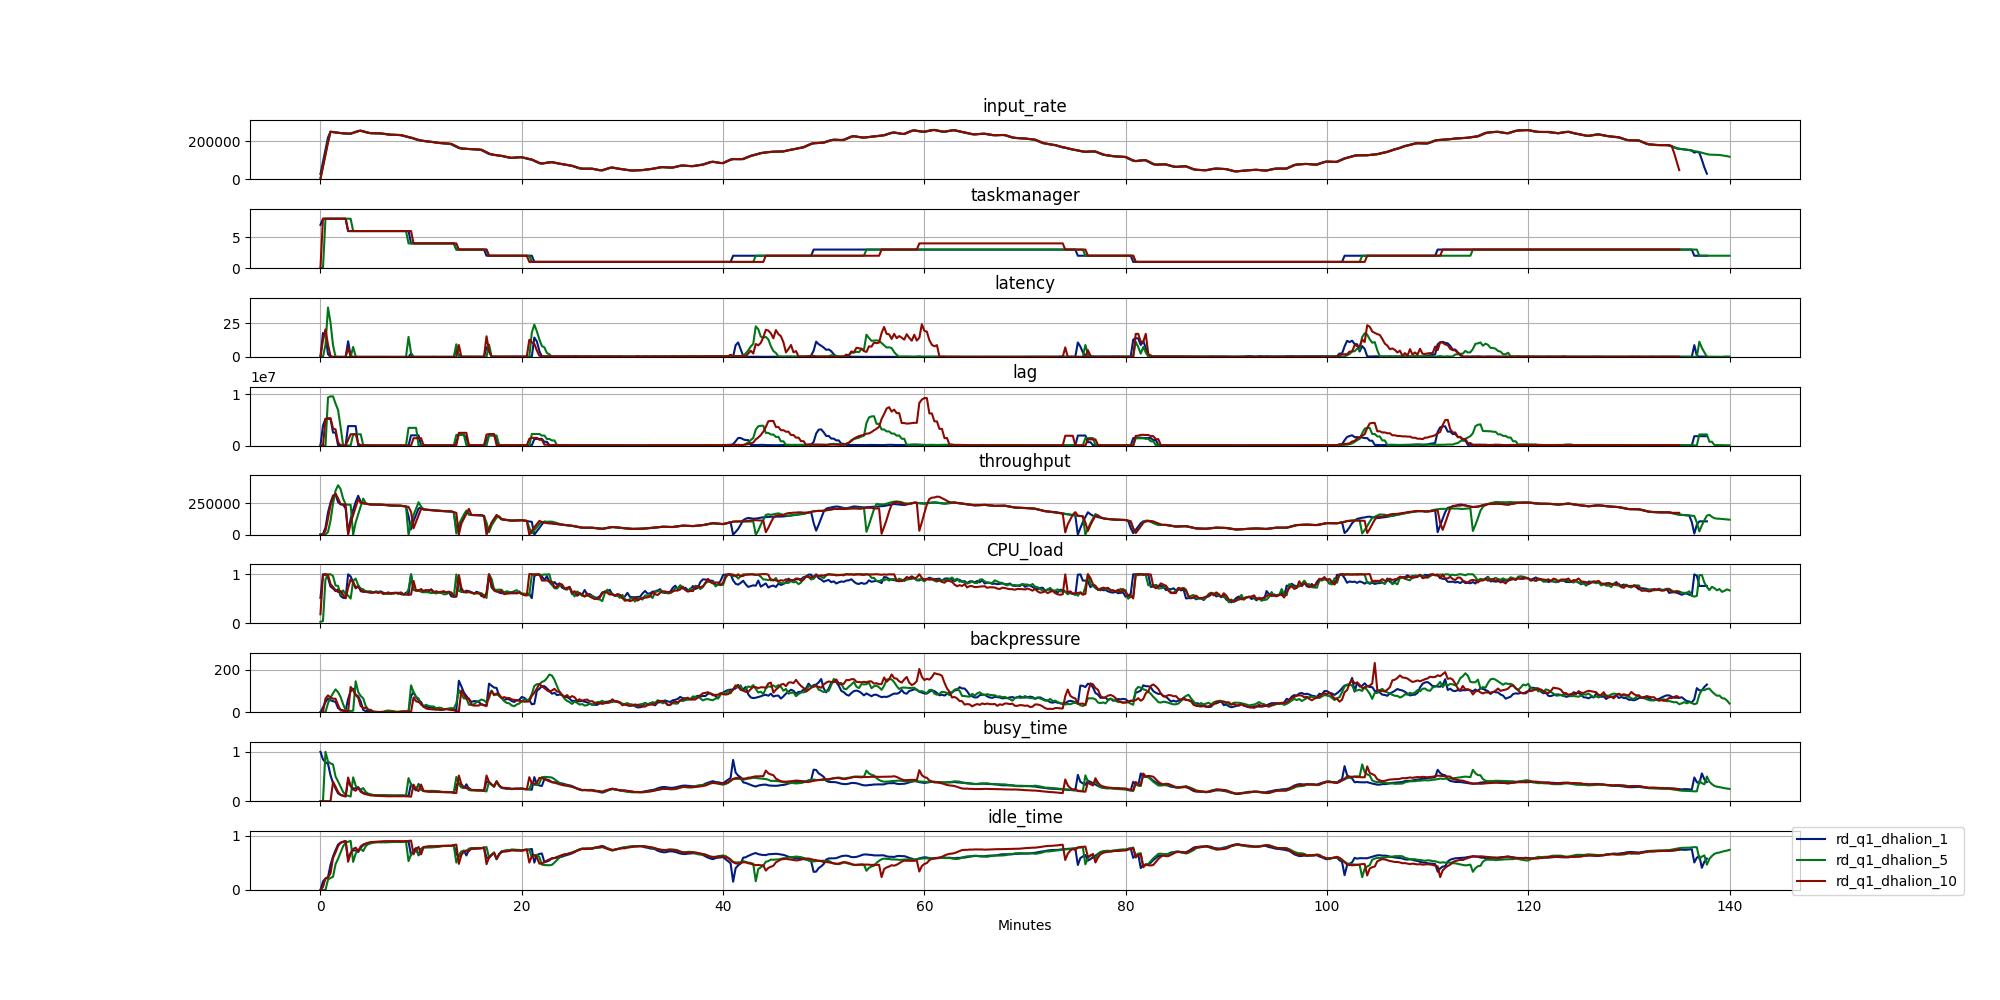 input_rate
200000
0
taskmanager
5
0
latency
25
0
1e7
lag
1
0
throughput
250000
0
CPU_load
1
0
backpressure
200
0
busy_time
1
0
idle_time
1
0
rd_q1_dhalion_1
rd_q1_dhalion_5
rd_q1_dhalion_10
0 20 40 60 80 100 120 140
Minutes